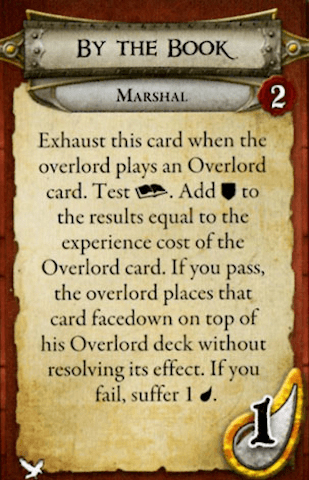 By the Book
Marshal
2
Exhaust this card when the
overlord plays an Overlord
card. Test . Add to
the results equal to the
experience cost of the
Overlord card. If you pass,
the overlord places that
card facedown on top of
his Overlord deck without
resolving its effect. If you
fail, suffer 1 .
1